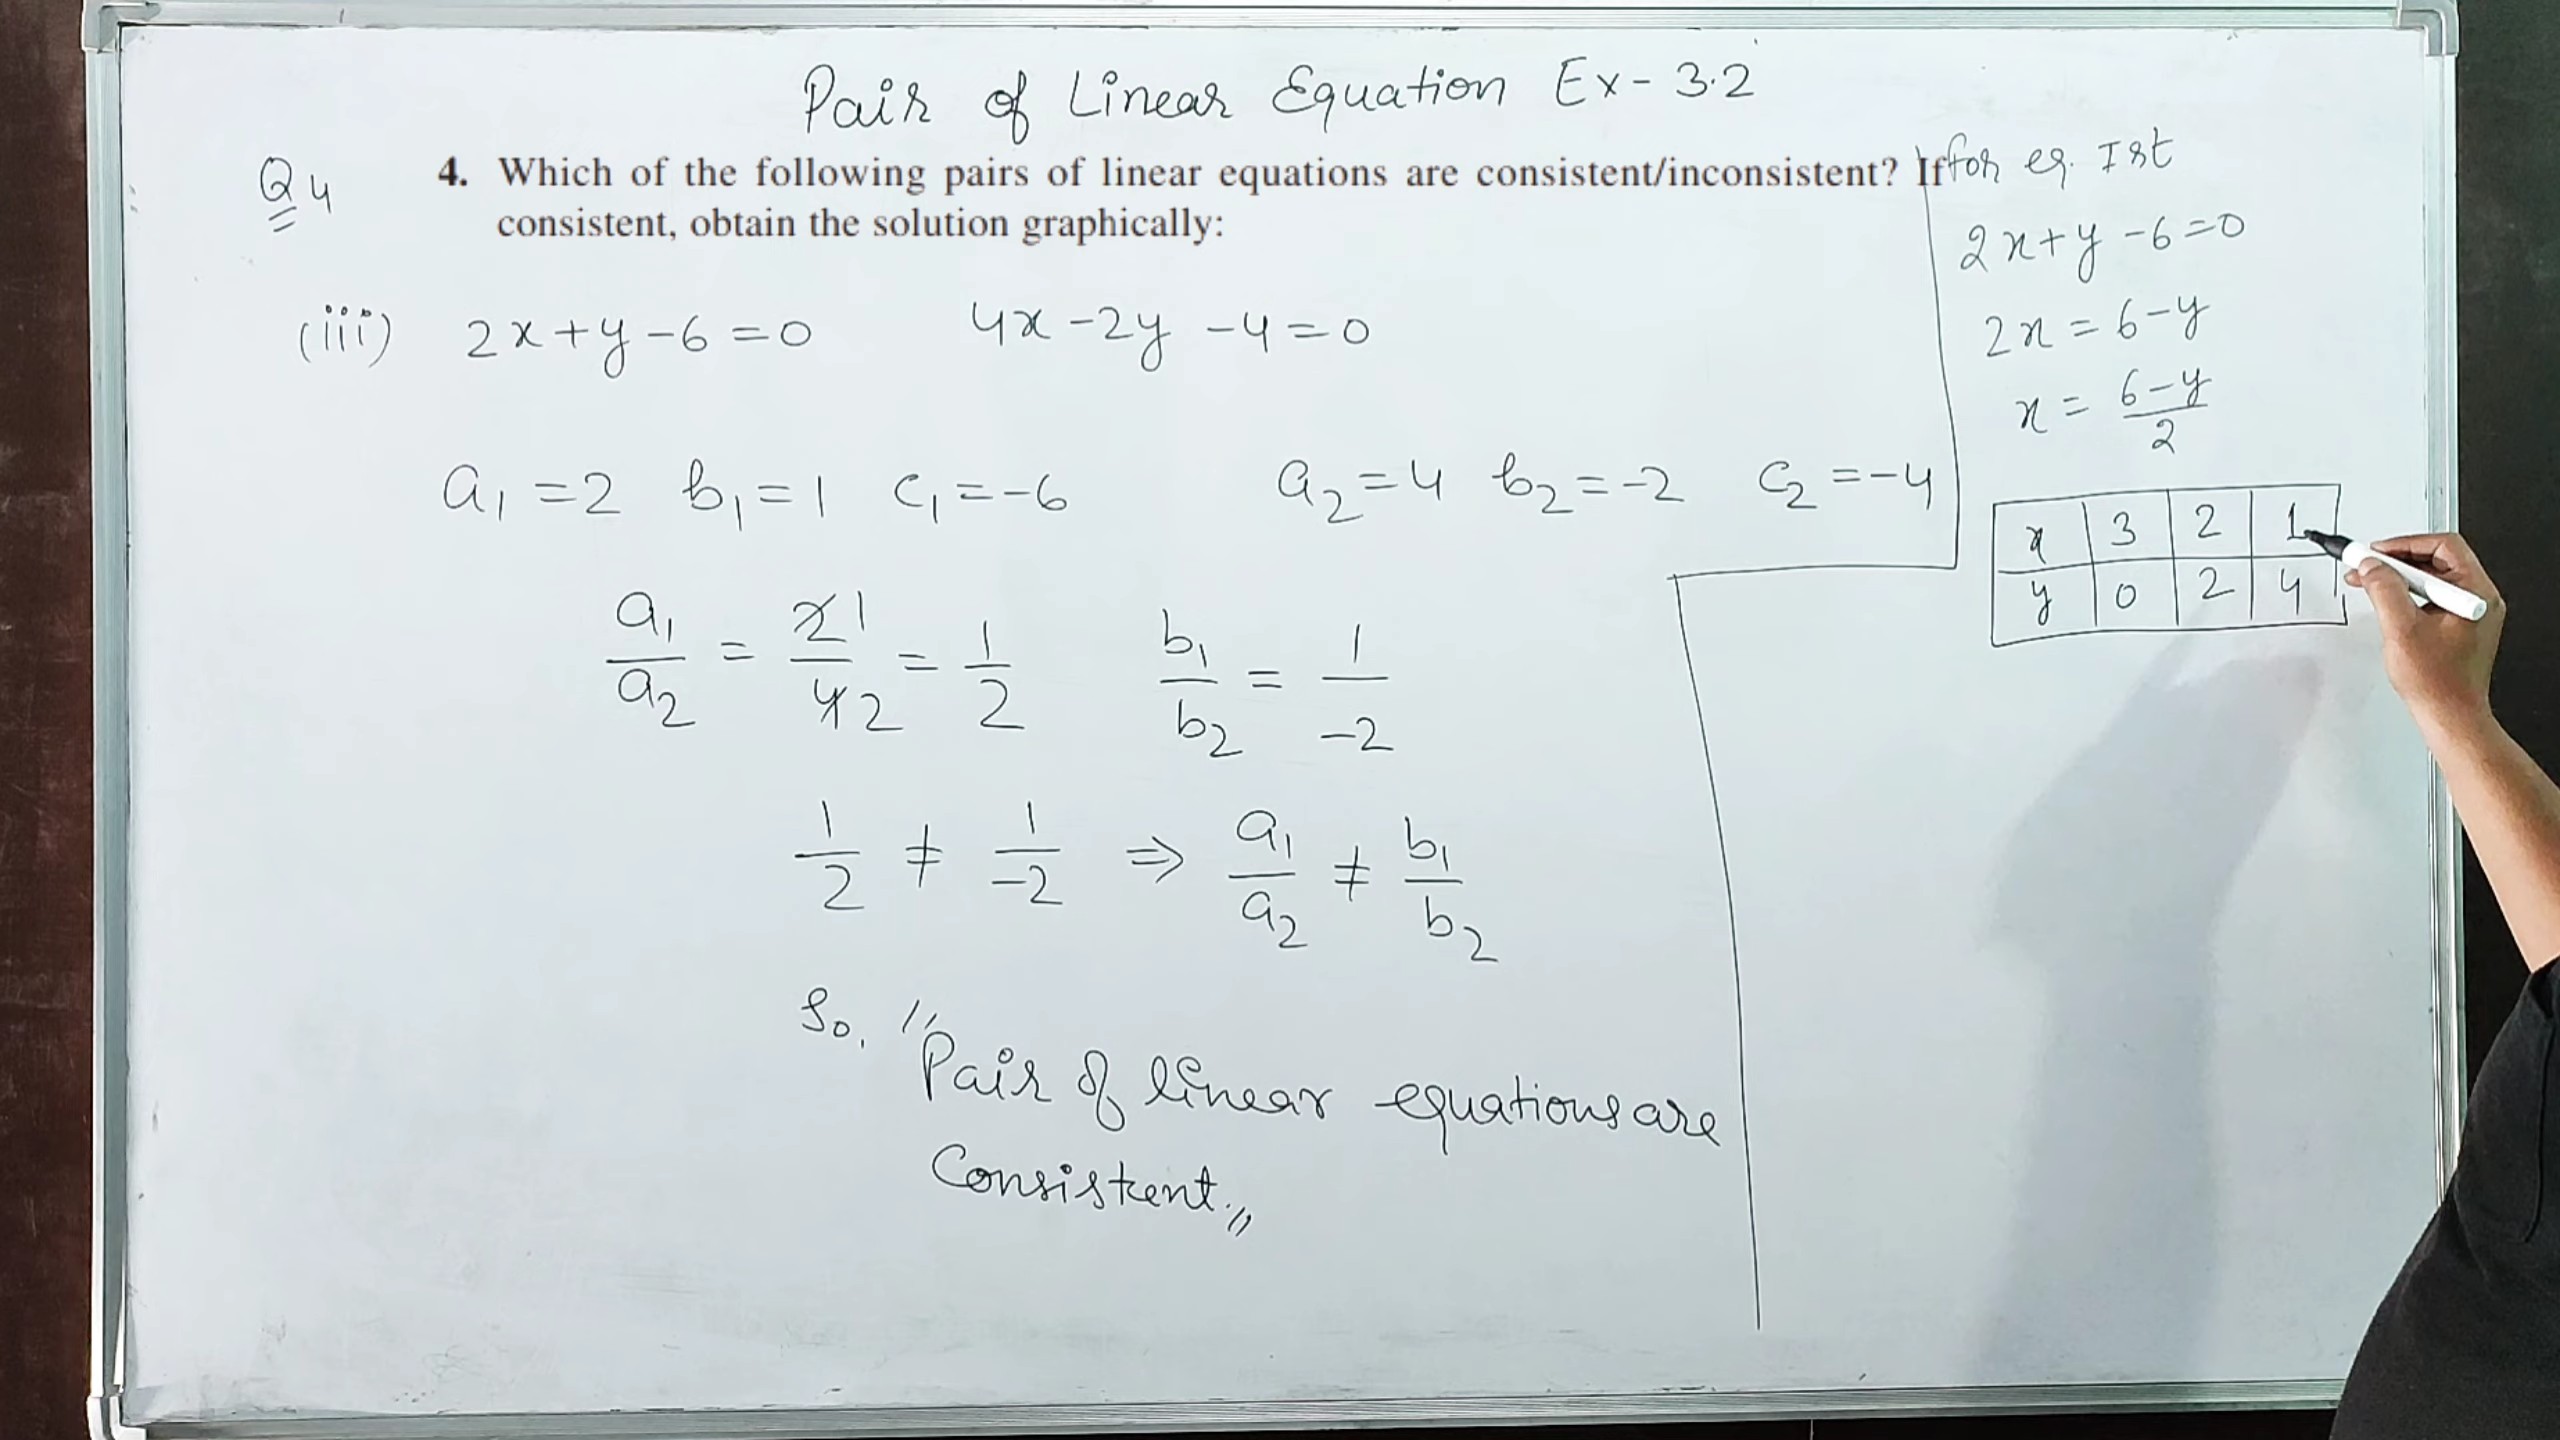 Pair of Linear Equation Ex-3.2
Q4
4. Which of the following pairs of linear equations are consistent/inconsistent? If
consistent, obtain the solution graphically:
(iii) 2x+y-6=0 4x-2y-4=0
a₁=2 b₁=1 c₁=-6 a₂=4 b₂=-2 c₂=-4
a₁/a₂ = 2̸1/4̸2 = 1/2 b₁/b₂ = 1/-2
1/2 ≠ 1/-2 ⇒ a₁/a₂ ≠ b₁/b₂
So, "Pair of linear equations are
Consistent."
for eq. Ist
2x+y-6=0
2x=6-y
x=6-y/2
x 3 2 1
y 0 2 4